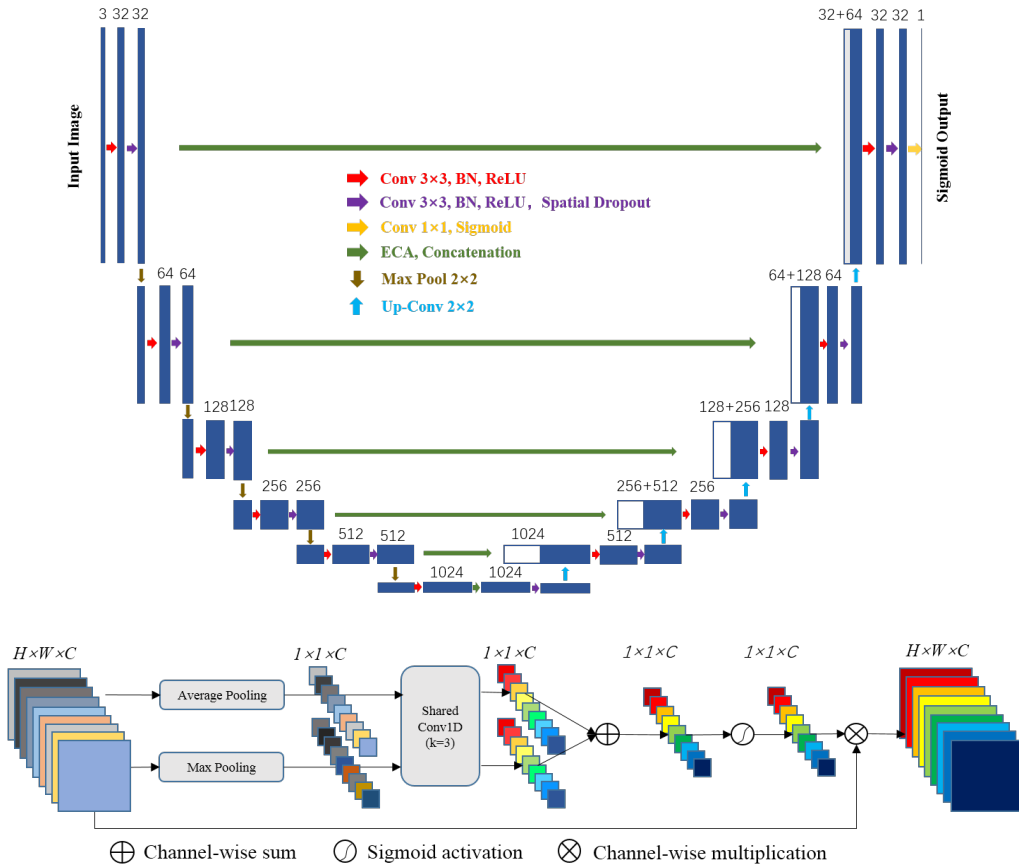 3 32 32
32+64 32 32 1
Input Image
Sigmoid Output
Conv 3×3, BN, ReLU
Conv 3×3, BN, ReLU, Spatial Dropout
Conv 1×1, Sigmoid
ECA, Concatenation
Max Pool 2×2
Up-Conv 2×2
64 64
64+128 64
128 128
128+256 128
256 256
256+512 256
512 512
1024 512
1024 1024
H×W×C
1×1×C
1×1×C
1×1×C
1×1×C
H×W×C
Average Pooling
Shared
Conv1D
(k=3)
Max Pooling
Channel-wise sum
Sigmoid activation
Channel-wise multiplication